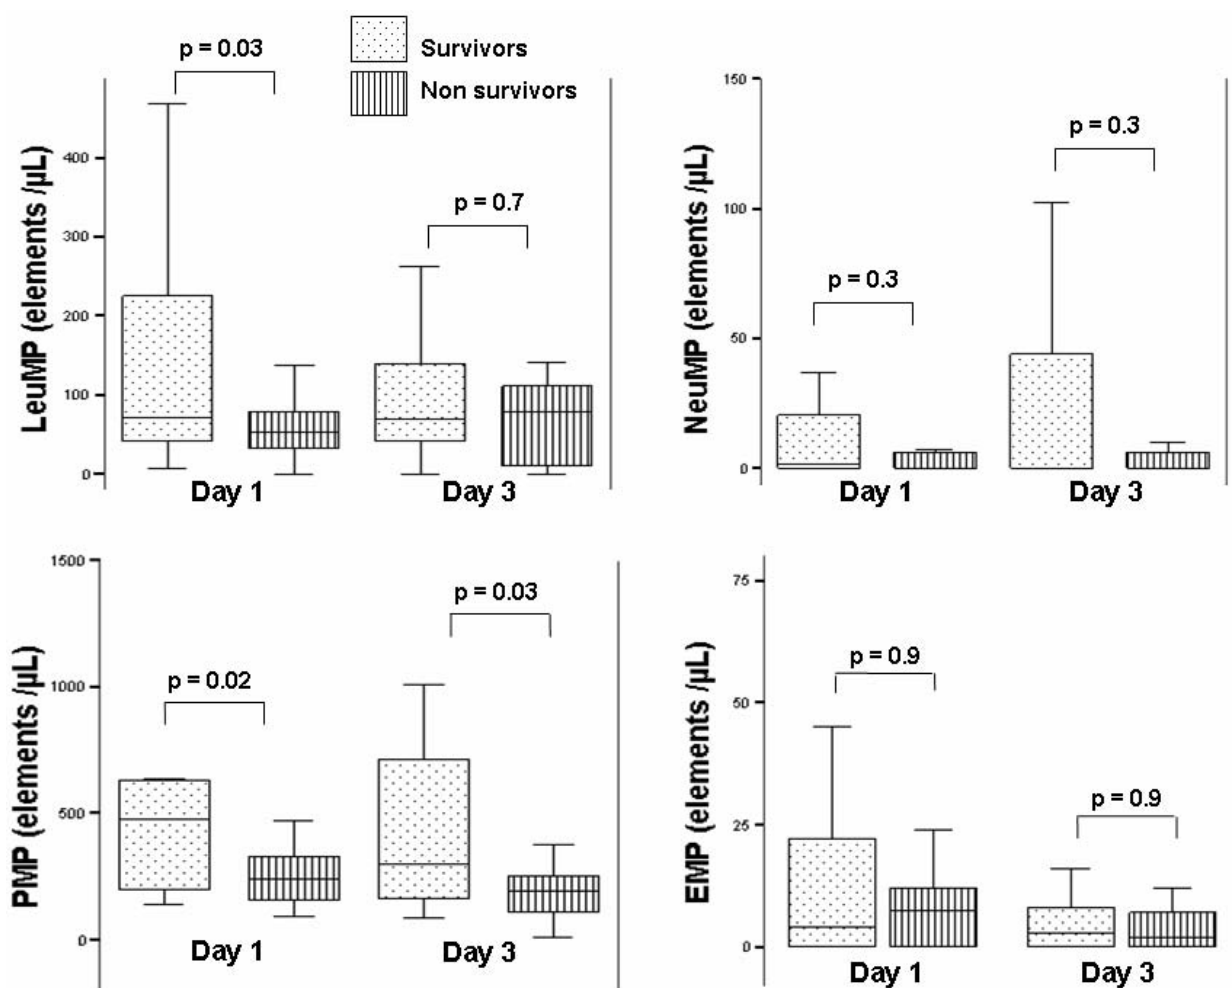 Survivors
Non survivors
p = 0.03
400
300
200
100
0
LeuMP (elements /µL)
p = 0.7
Day 1
Day 3
150
100
50
0
NeuMP (elements /µL)
p = 0.3
p = 0.3
Day 1
Day 3
1500
1000
500
0
PMP (elements /µL)
p = 0.02
p = 0.03
Day 1
Day 3
75
50
25
0
EMP (elements /µL)
p = 0.9
p = 0.9
Day 1
Day 3